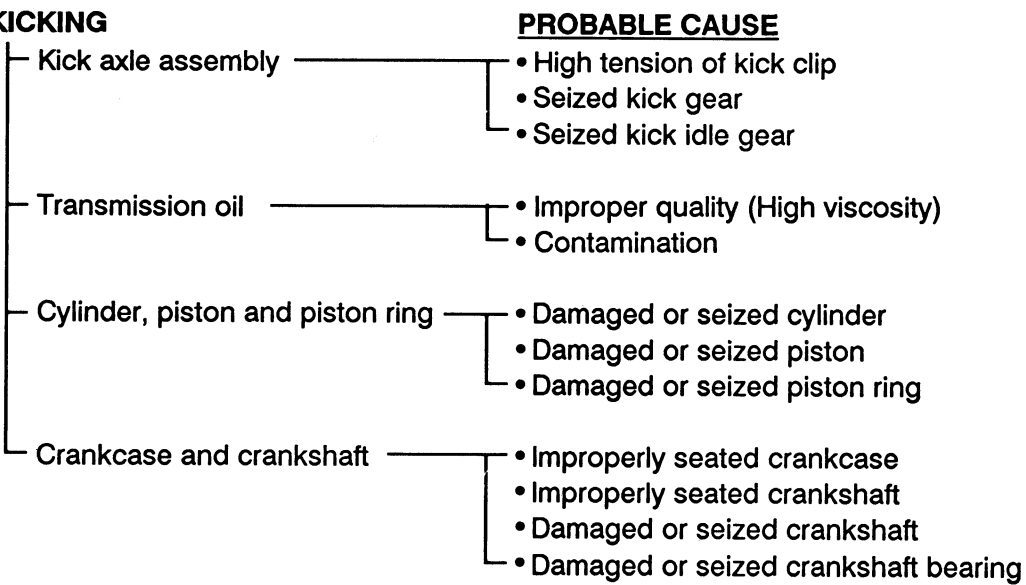 KICKING
PROBABLE CAUSE
Kick axle assembly
• High tension of kick clip
• Seized kick gear
• Seized kick idle gear
Transmission oil
• Improper quality (High viscosity)
• Contamination
Cylinder, piston and piston ring
• Damaged or seized cylinder
• Damaged or seized piston
• Damaged or seized piston ring
Crankcase and crankshaft
• Improperly seated crankcase
• Improperly seated crankshaft
• Damaged or seized crankshaft
• Damaged or seized crankshaft bearing